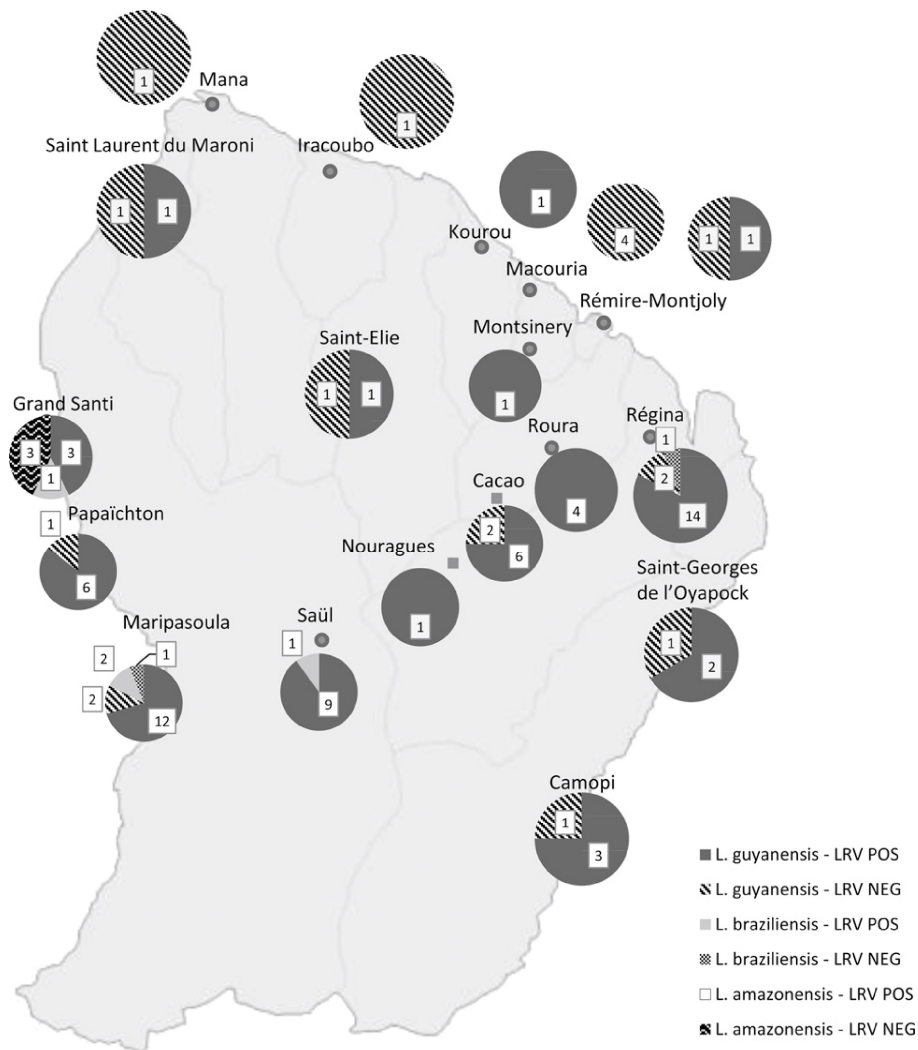 1
Mana
1
Saint Laurent du Maroni
Iracoubo
1
1
1
Kourou
4
1
1
Macouria
Rémire-Montjoly
Montsinery
Saint-Elie
1
1
1
Grand Santi
3
3
1
Roura
Régina
1
2
14
Cacao
4
2
6
Papaïchton
1
6
Nouragues
1
Saint-Georges
de l'Oyapock
1
2
Maripasoula
2
1
2
12
Saül
1
9
Camopi
1
3
L. guyanensis - LRV POS
L. guyanensis - LRV NEG
L. braziliensis - LRV POS
L. braziliensis - LRV NEG
L. amazonensis - LRV POS
L. amazonensis - LRV NEG